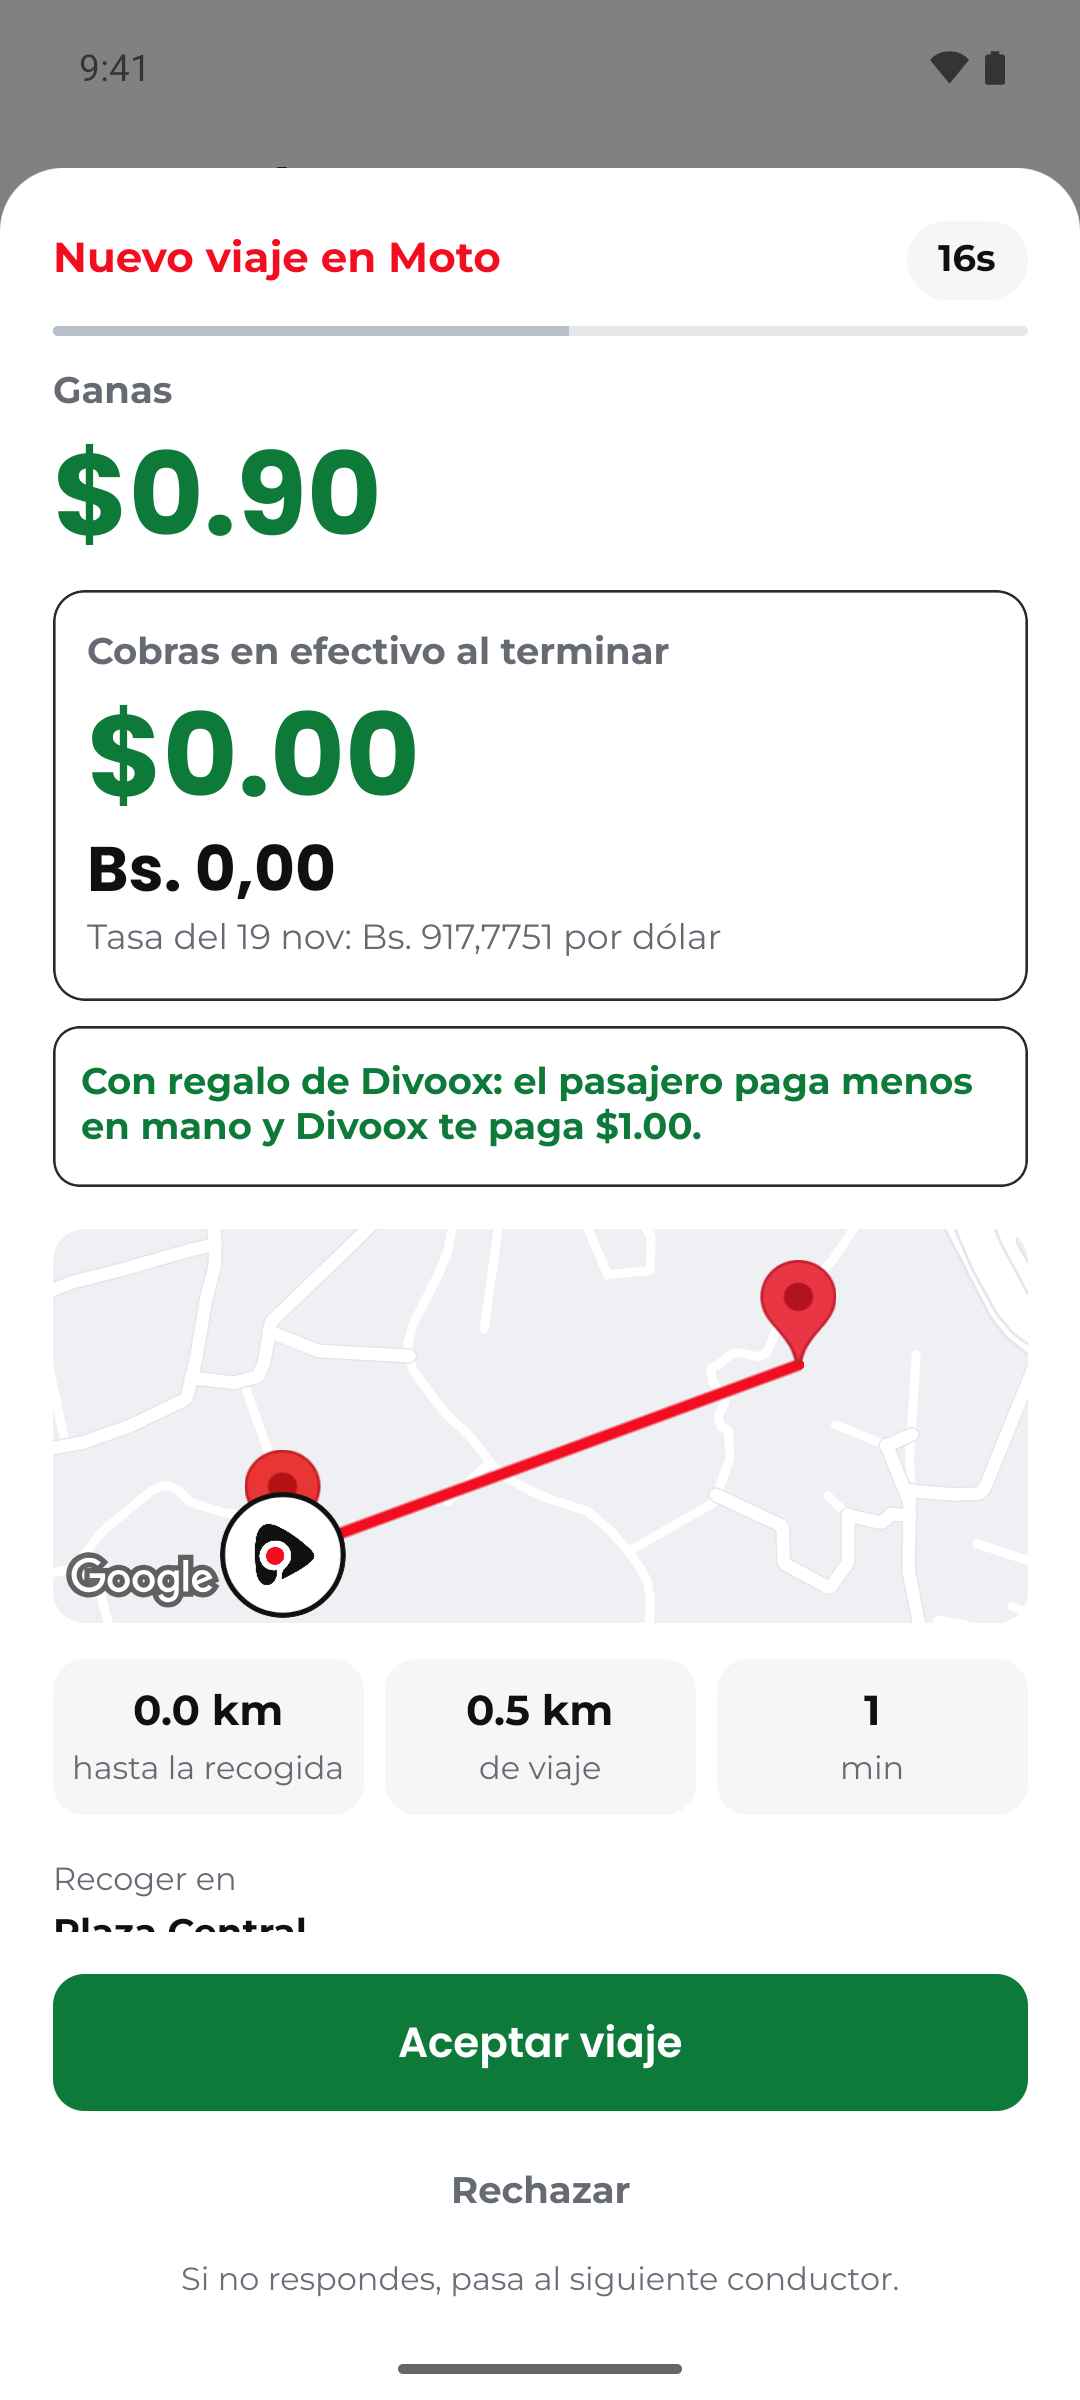 9:41
Nuevo viaje en Moto
16s
Ganas
$0.90
Cobras en efectivo al terminar
$0.00
Bs. 0,00
Tasa del 19 nov: Bs. 917,7751 por dólar
Con regalo de Divoox: el pasajero paga menos
en mano y Divoox te paga $1.00.
Google
0.0 km
hasta la recogida
0.5 km
de viaje
1
min
Recoger en
Plaza Central
Aceptar viaje
Rechazar
Si no respondes, pasa al siguiente conductor.